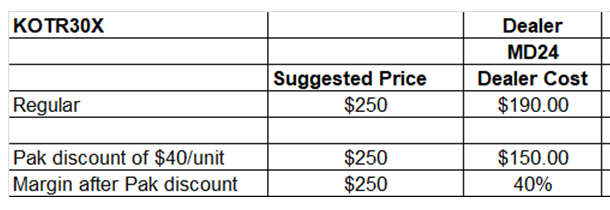 KOTR30X Dealer
MD24
Suggested Price Dealer Cost
Regular $250 $190.00
Pak discount of $40/unit $250 $150.00
Margin after Pak discount $250 40%